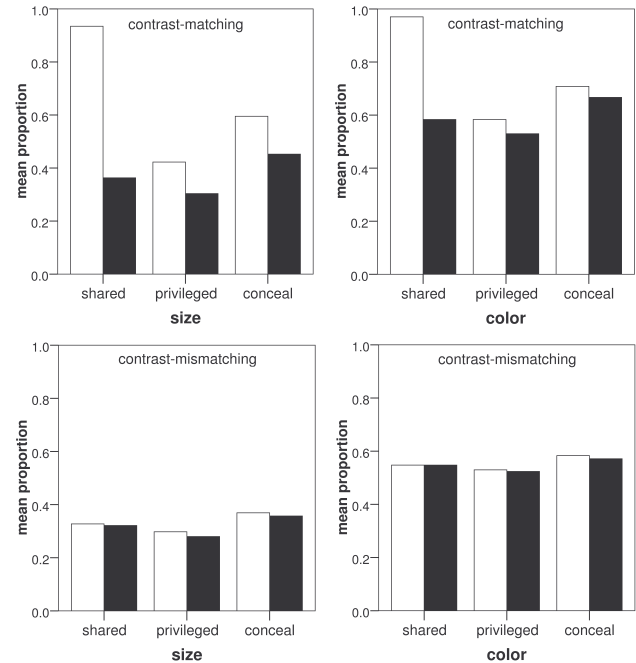 contrast-matching
mean proportion
1.0
0.8
0.6
0.4
0.2
0.0
shared privileged conceal
size
contrast-matching
mean proportion
1.0
0.8
0.6
0.4
0.2
0.0
shared privileged conceal
color
contrast-mismatching
mean proportion
1.0
0.8
0.6
0.4
0.2
0.0
shared privileged conceal
size
contrast-mismatching
mean proportion
1.0
0.8
0.6
0.4
0.2
0.0
shared privileged conceal
color